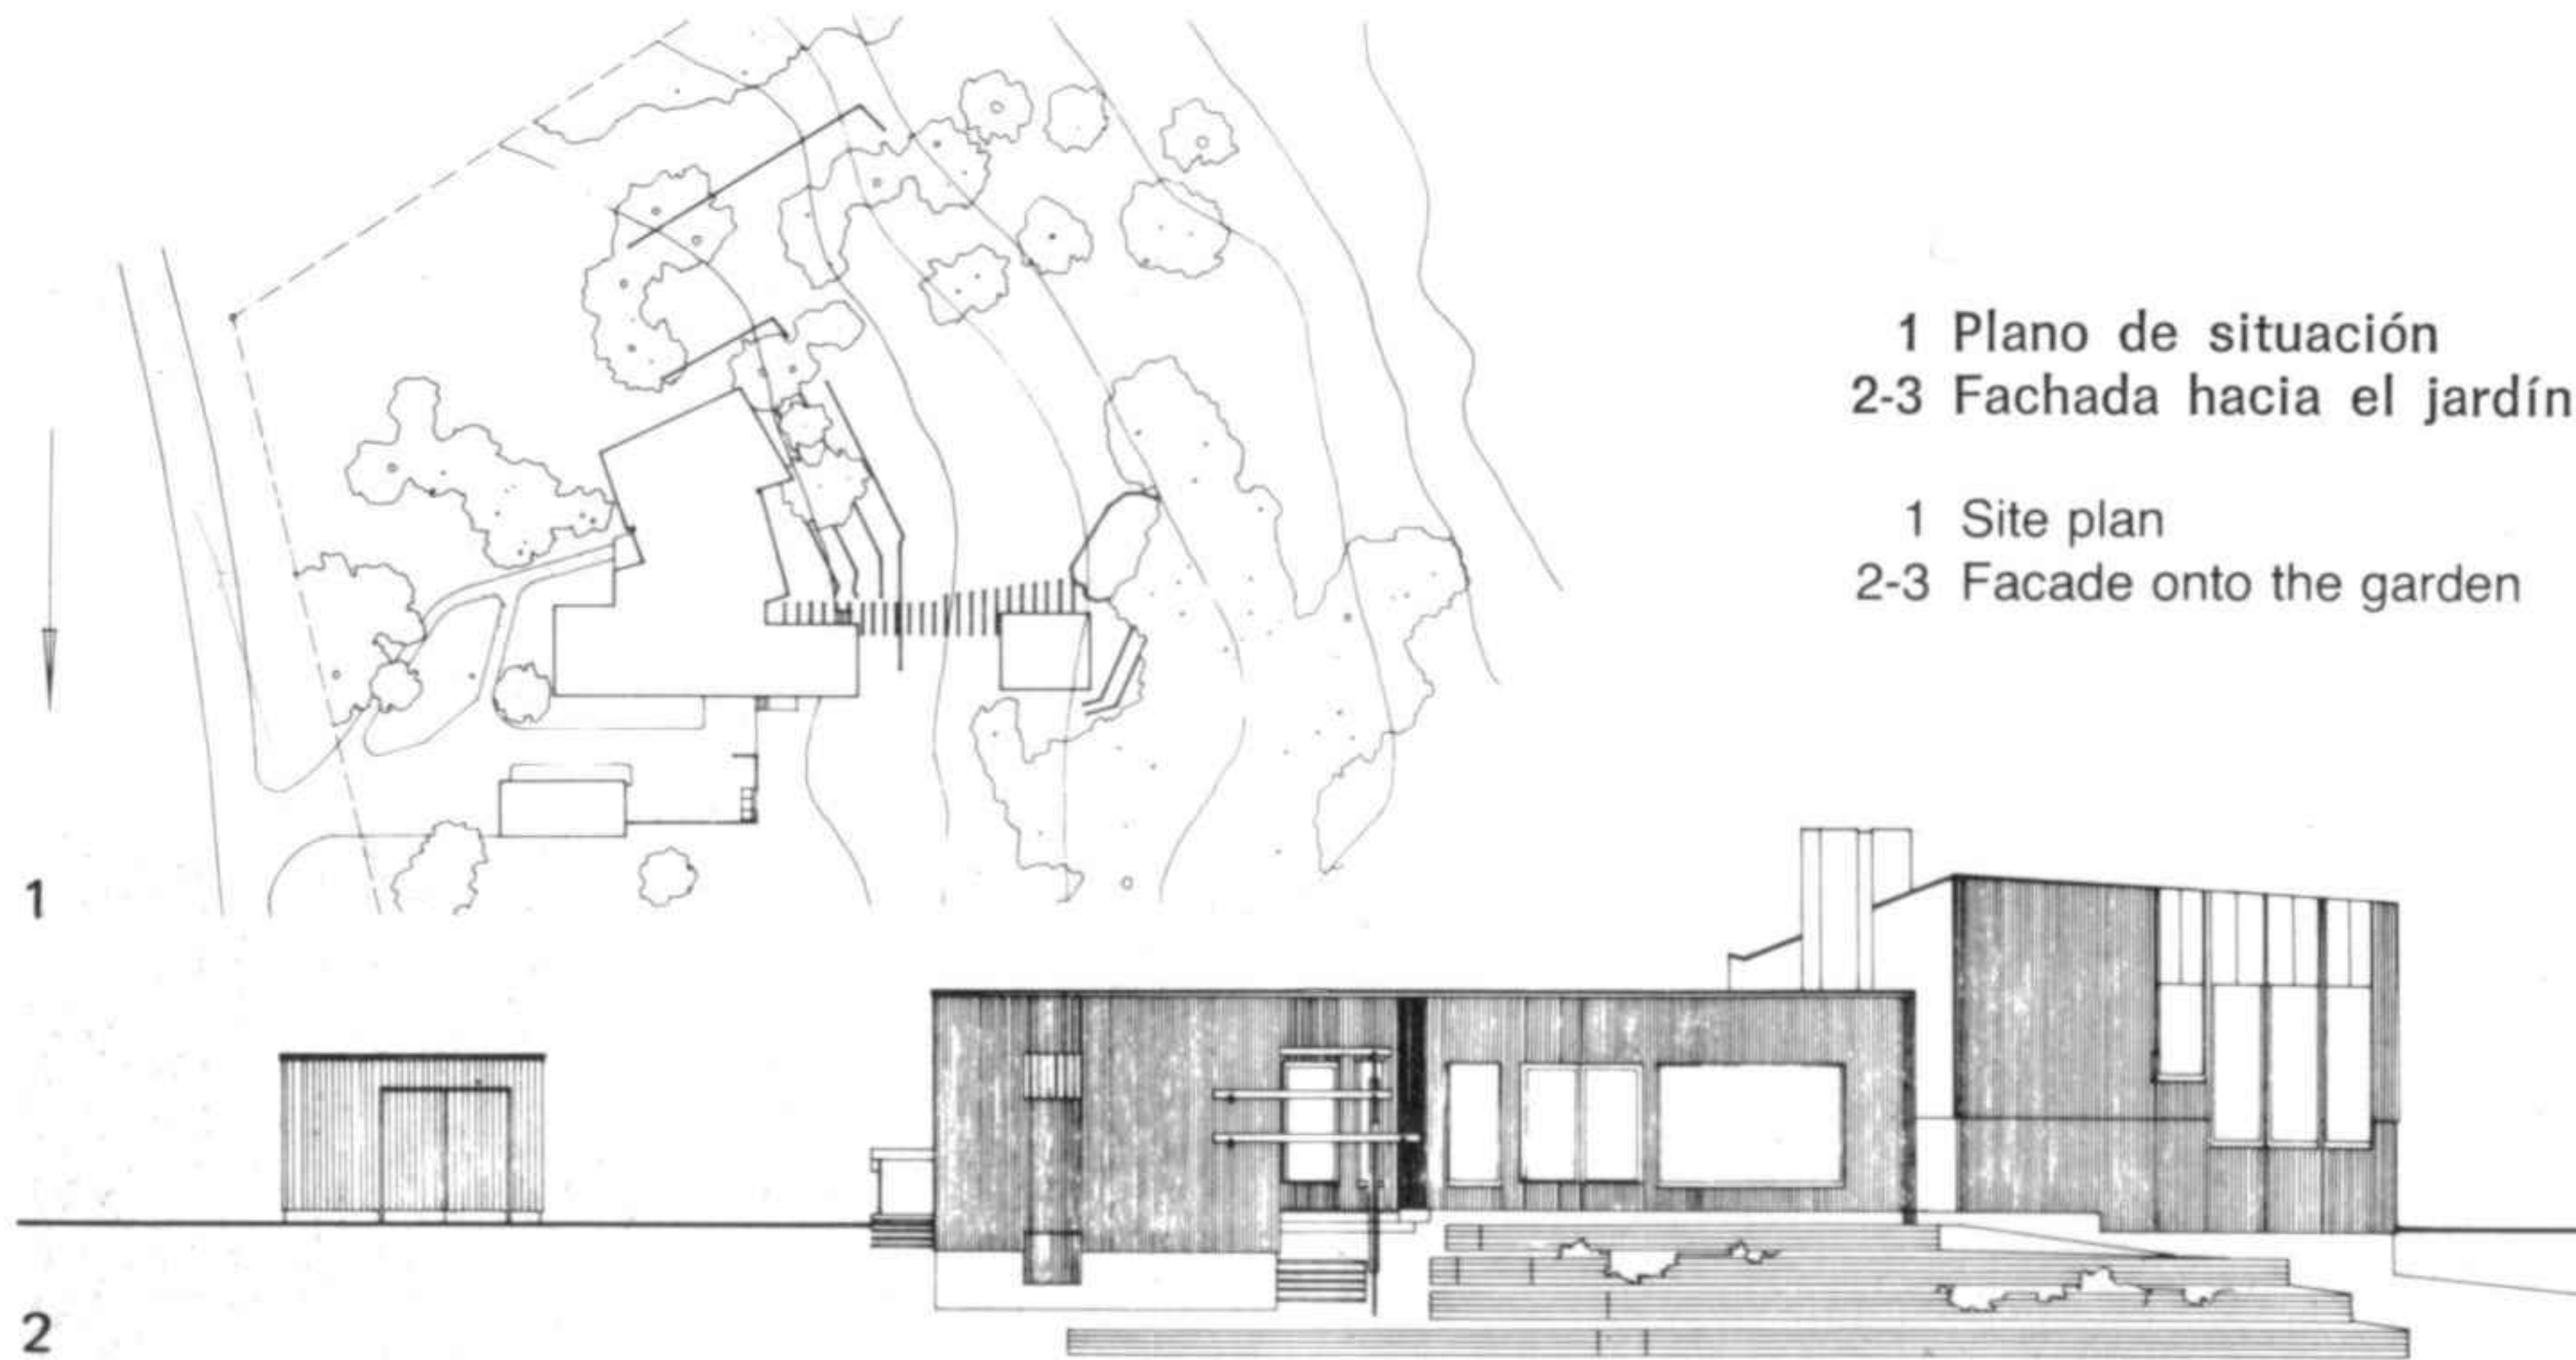 1 Plano de situación
2-3 Fachada hacia el jardín
1 Site plan
2-3 Facade onto the garden
1
2